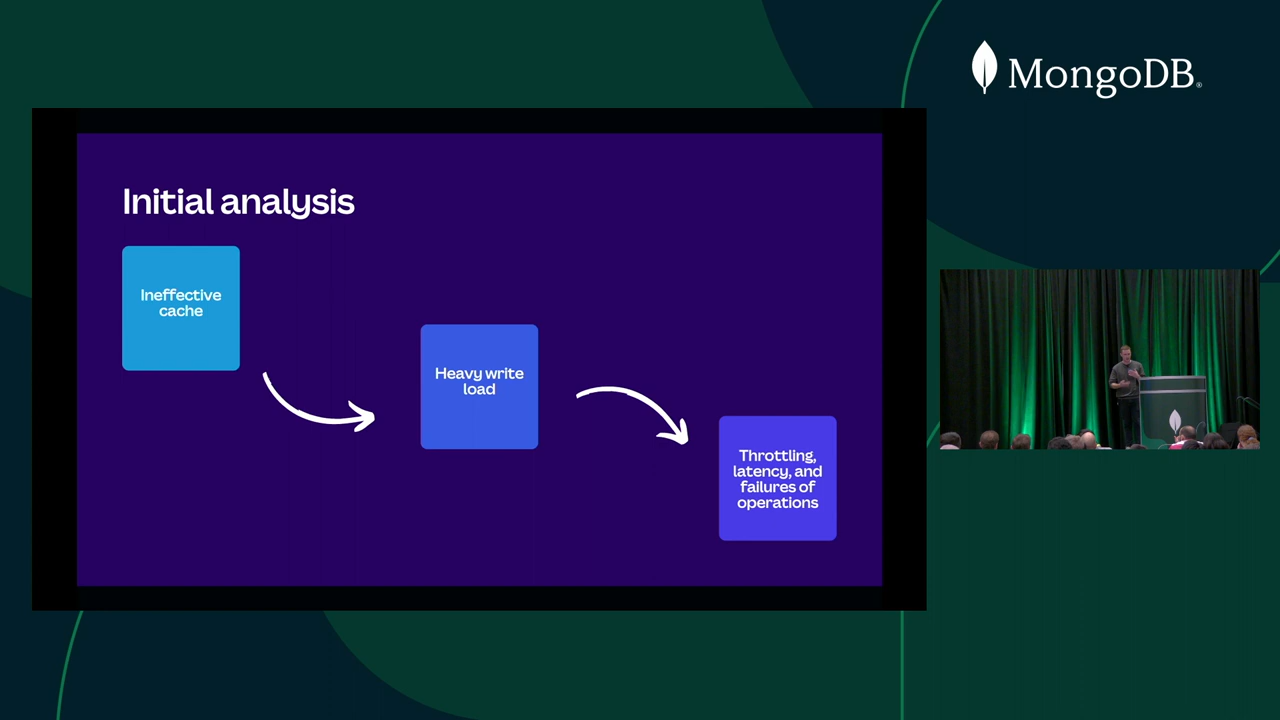 MongoDB®
Initial analysis
Ineffective
cache
Heavy write
load
Throttling,
latency, and
failures of
operations